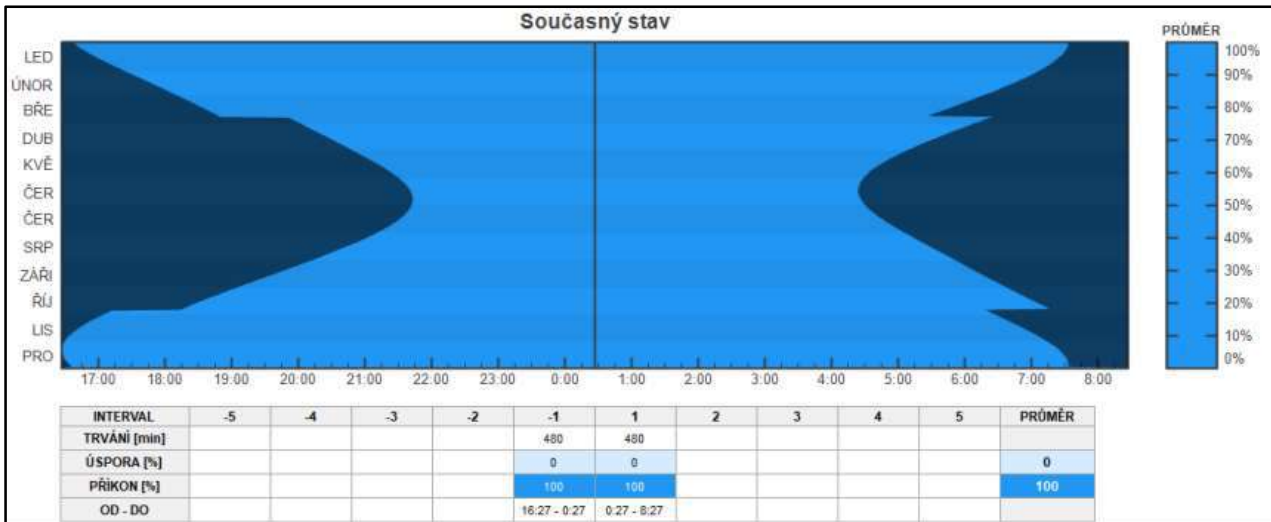 Současný stav
PRŮMĚR
LED
ÚNOR
BŘE
DUB
KVĚ
ČER
ČER
SRP
ZÁŘI
ŘÍJ
LIS
PRO
100%
90%
80%
70%
60%
50%
40%
30%
20%
10%
0%
17:00 18:00 19:00 20:00 21:00 22:00 23:00 0:00 1:00 2:00 3:00 4:00 5:00 6:00 7:00 8:00
INTERVAL -5 -4 -3 -2 -1 1 2 3 4 5 PRŮMĚR
TRVÁNÍ [min] 480 480
ÚSPORA [%] 0 0 0
PŘÍKON [%] 100 100 100
OD - DO 16:27 - 0:27 0:27 - 8:27